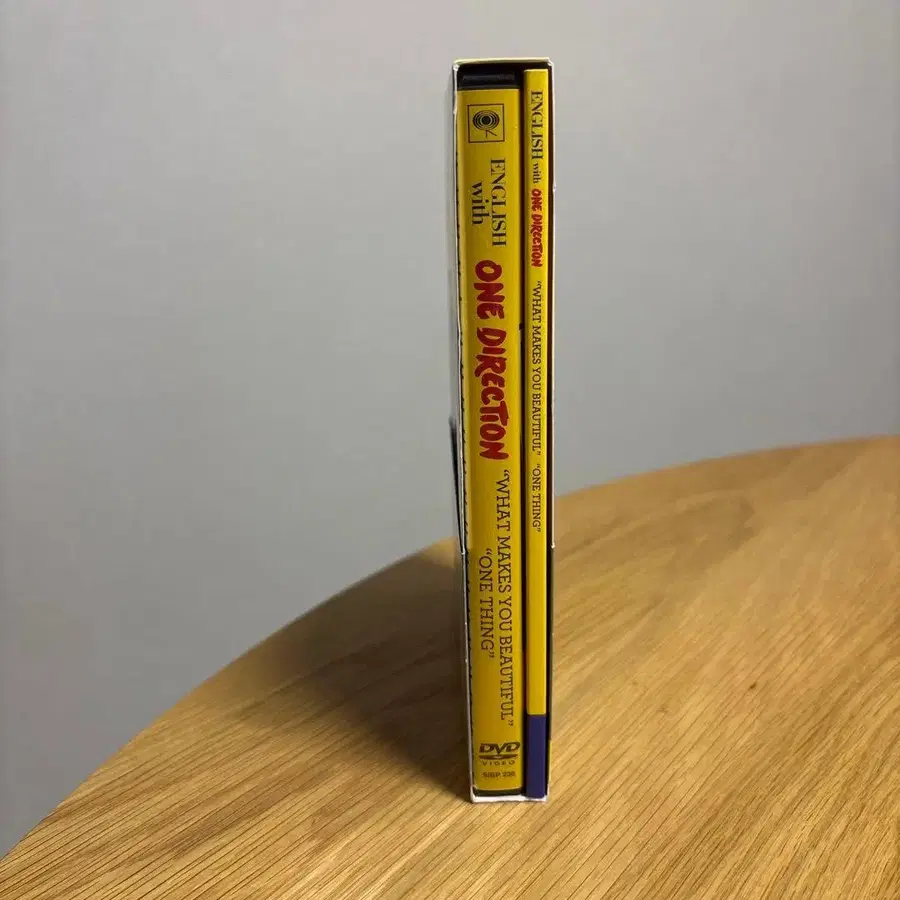 ENGLISH
with
ONE DIRECTION
"WHAT MAKES YOU BEAUTIFUL"
"ONE THING"
DVD
VIDEO
ENGLISH with ONE DIRECTION "WHAT MAKES YOU BEAUTIFUL" "ONE THING"